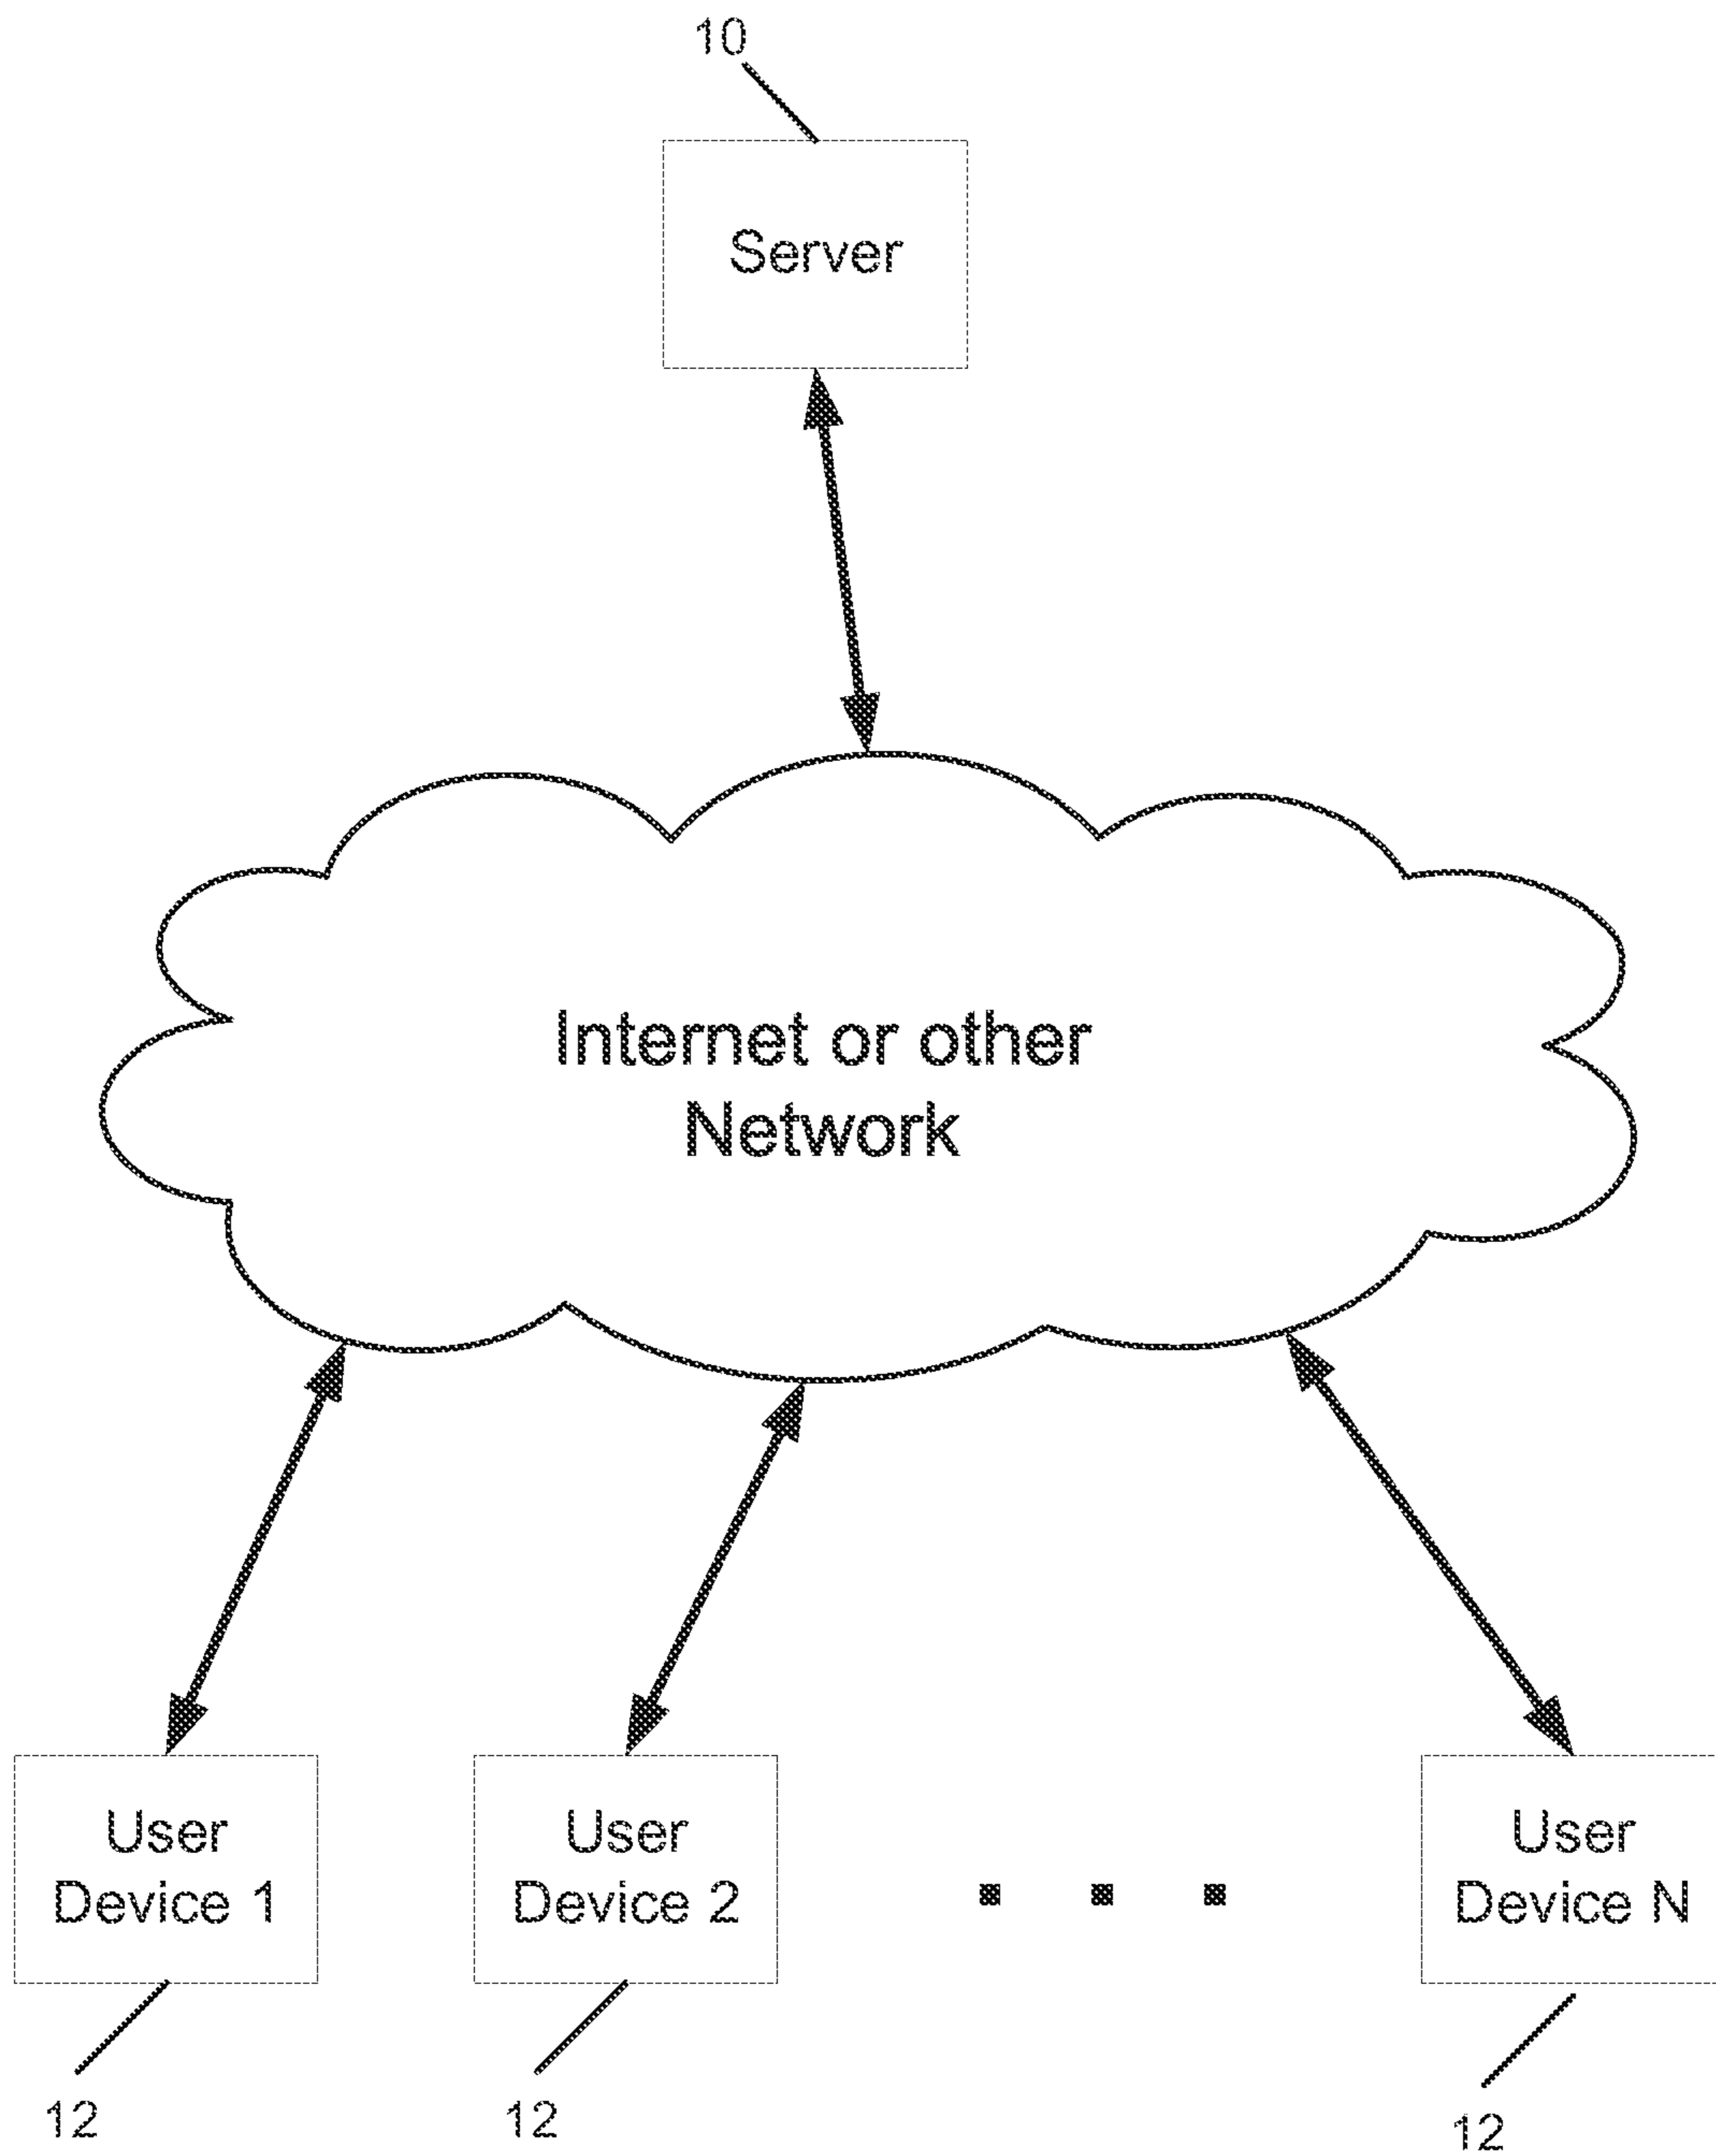 10
Server
Internet or other
Network
User
Device 1
User
Device 2
User
Device N
12
12
12